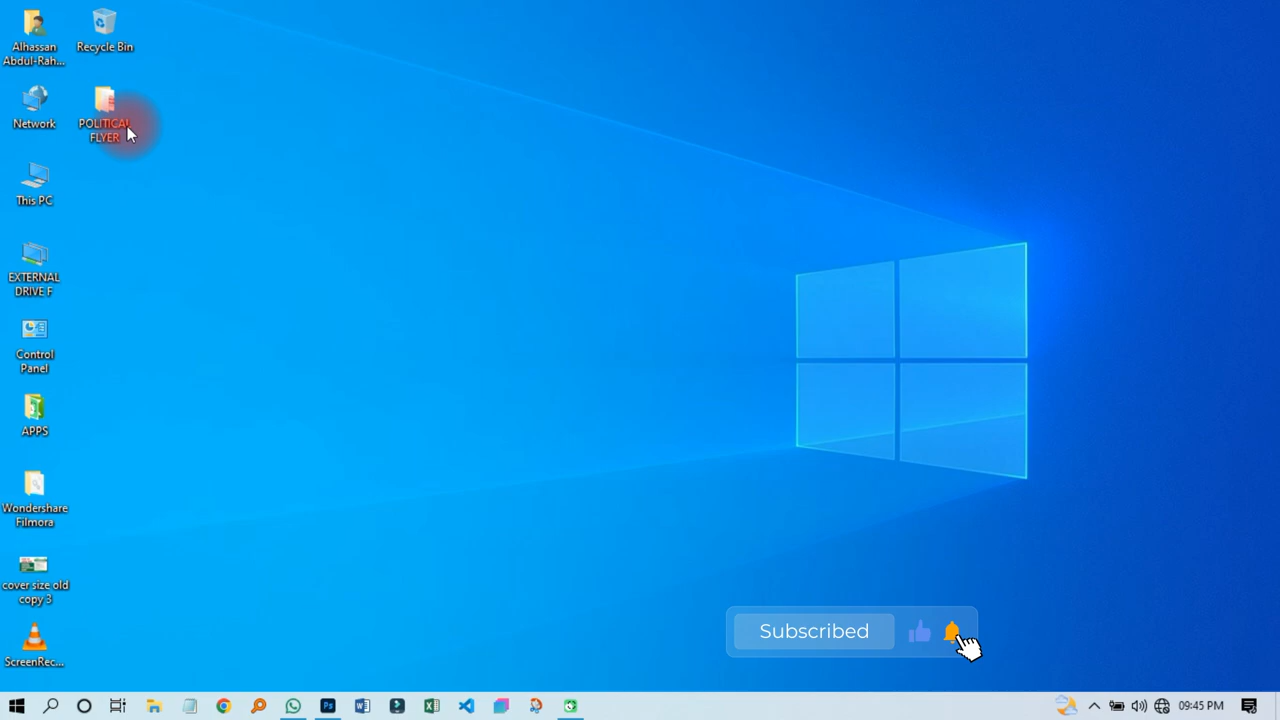 Alhassan
Abdul-Rah...
Recycle Bin
Network
POLITICAL
FLYER
This PC
EXTERNAL
DRIVE F
Control
Panel
APPS
Wondershare
Filmora
cover size old
copy 3
ScreenRec...
Subscribed
Ps
09:45 PM